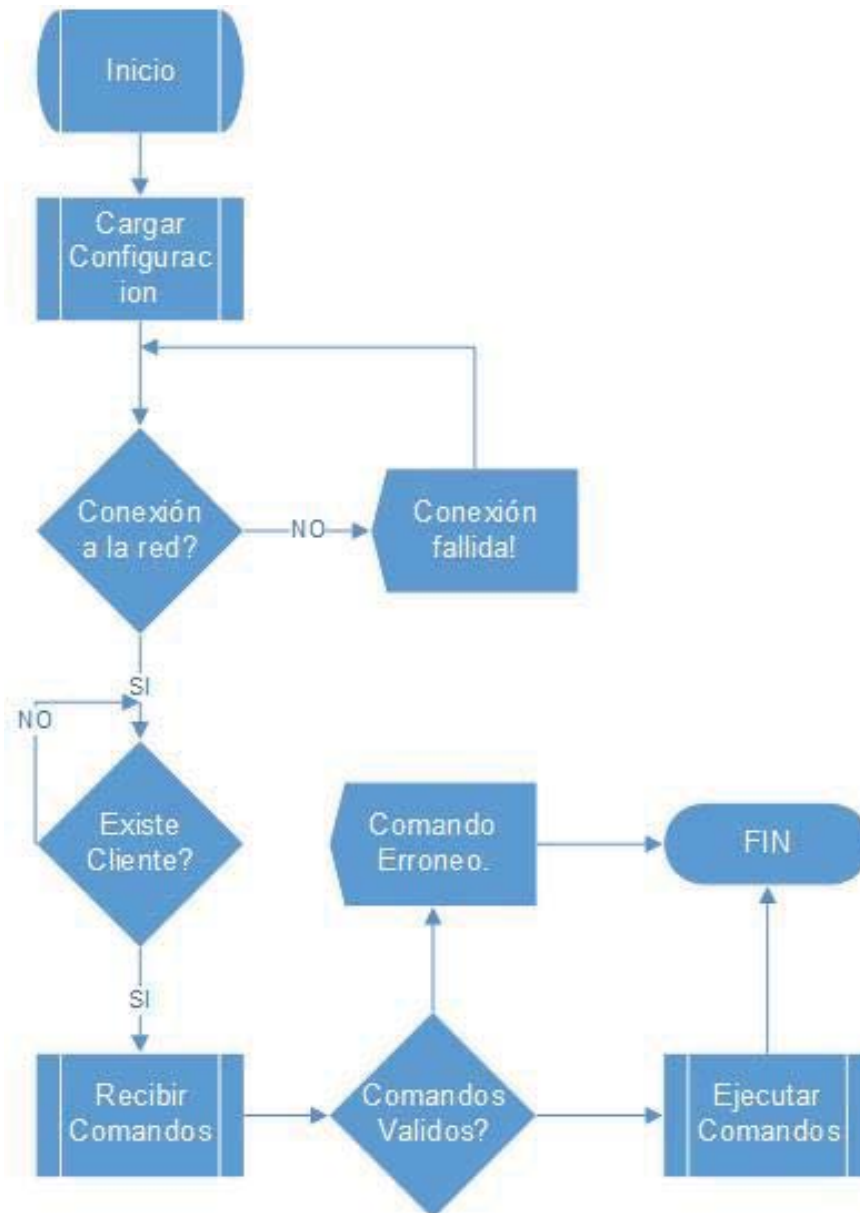 Inicio
Cargar
Configurac
ion
Conexión
a la red?
NO
Conexión
fallida!
SI
NO
Existe
Cliente?
Comando
Erroneo.
FIN
SI
Recibir
Comandos
Comandos
Validos?
Ejecutar
Comandos